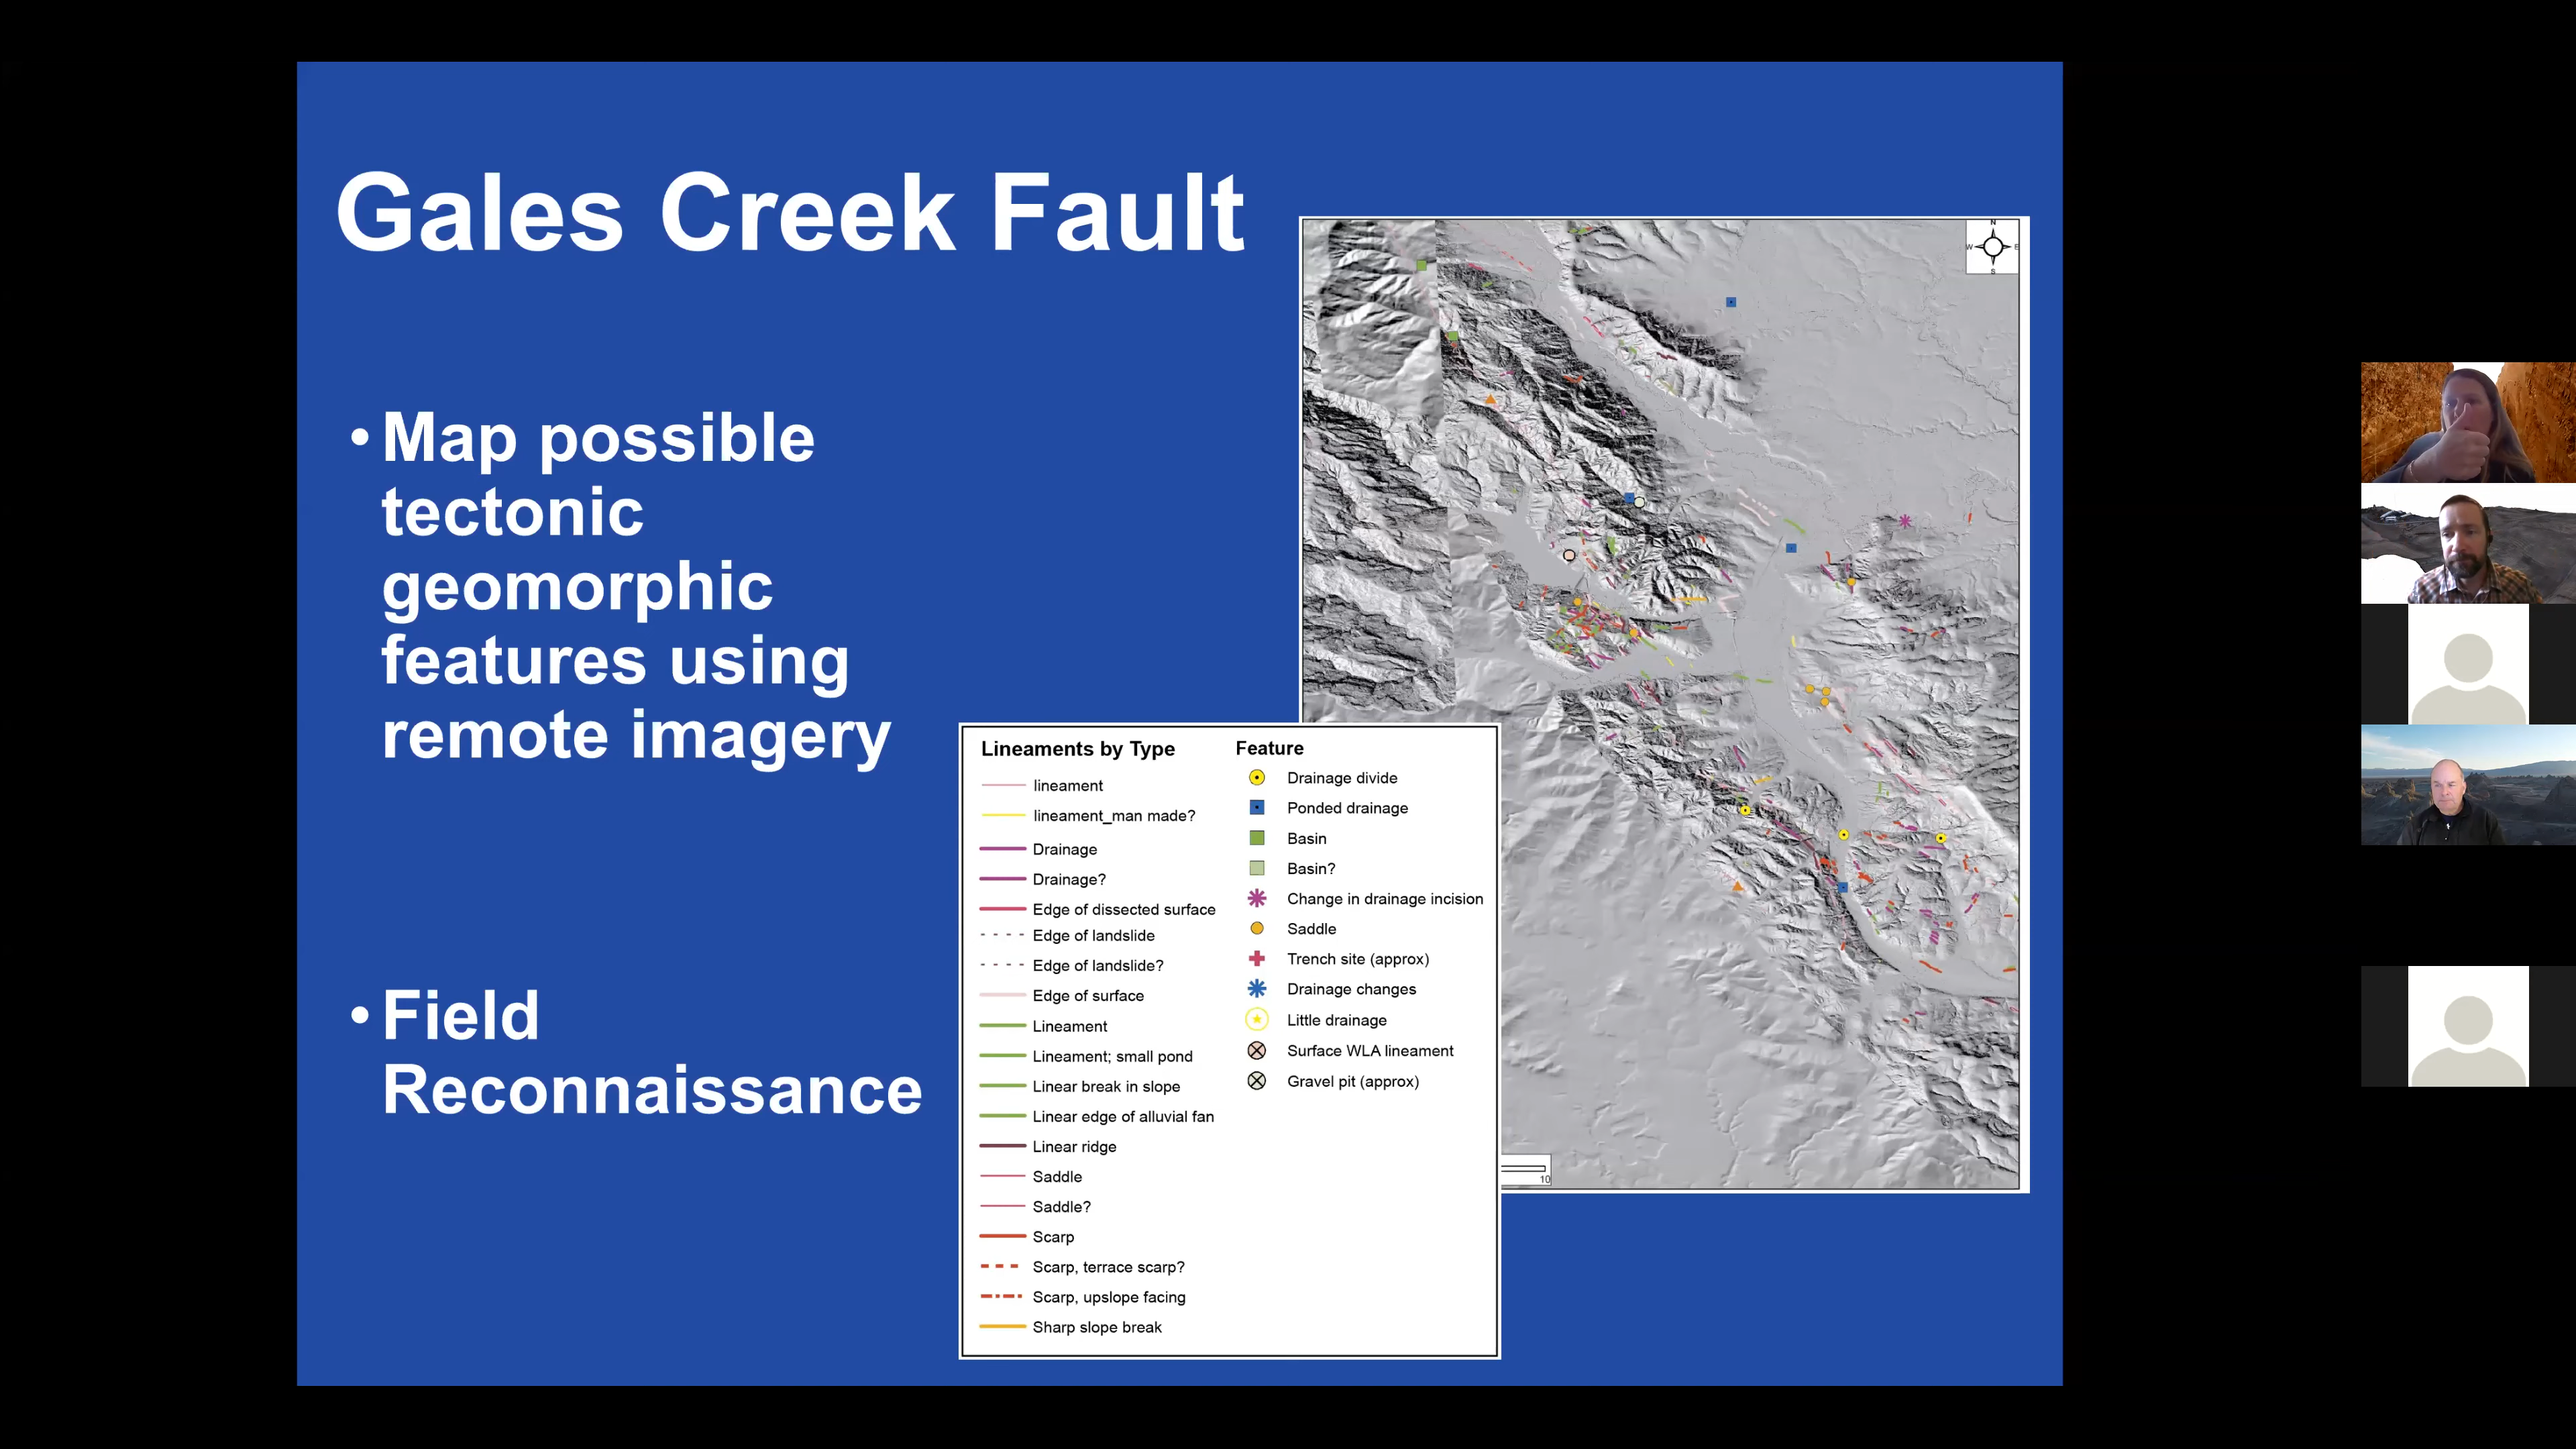 Gales Creek Fault
• Map possible
tectonic
geomorphic
features using
remote imagery
• Field
Reconnaissance
N
W E
S
Lineaments by Type
lineament
lineament_man made?
Drainage
Drainage?
Edge of dissected surface
Edge of landslide
Edge of landslide?
Edge of surface
Lineament
Lineament; small pond
Linear break in slope
Linear edge of alluvial fan
Linear ridge
Saddle
Saddle?
Scarp
Scarp, terrace scarp?
Scarp, upslope facing
Sharp slope break
Feature
Drainage divide
Ponded drainage
Basin
Basin?
Change in drainage incision
Saddle
Trench site (approx)
Drainage changes
Little drainage
Surface WLA lineament
Gravel pit (approx)
10